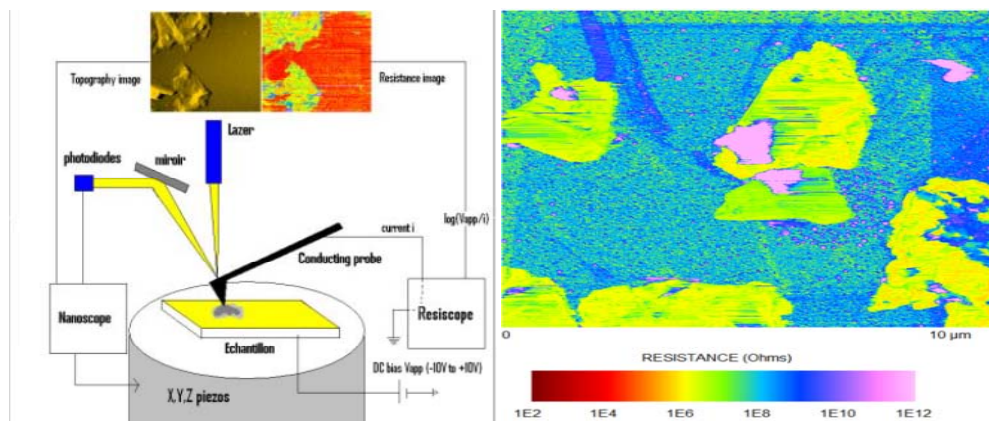 Topography image
Resistance image
Lazer
photodiodes
miroir
log(Vapp/i)
current i
Conducting probe
Nanoscope
Resiscope
Echantillon
DC bias Vapp (-10V to +10V)
X,Y,Z piezos
0
10 µm
RESISTANCE (Ohms)
1E2 1E4 1E6 1E8 1E10 1E12